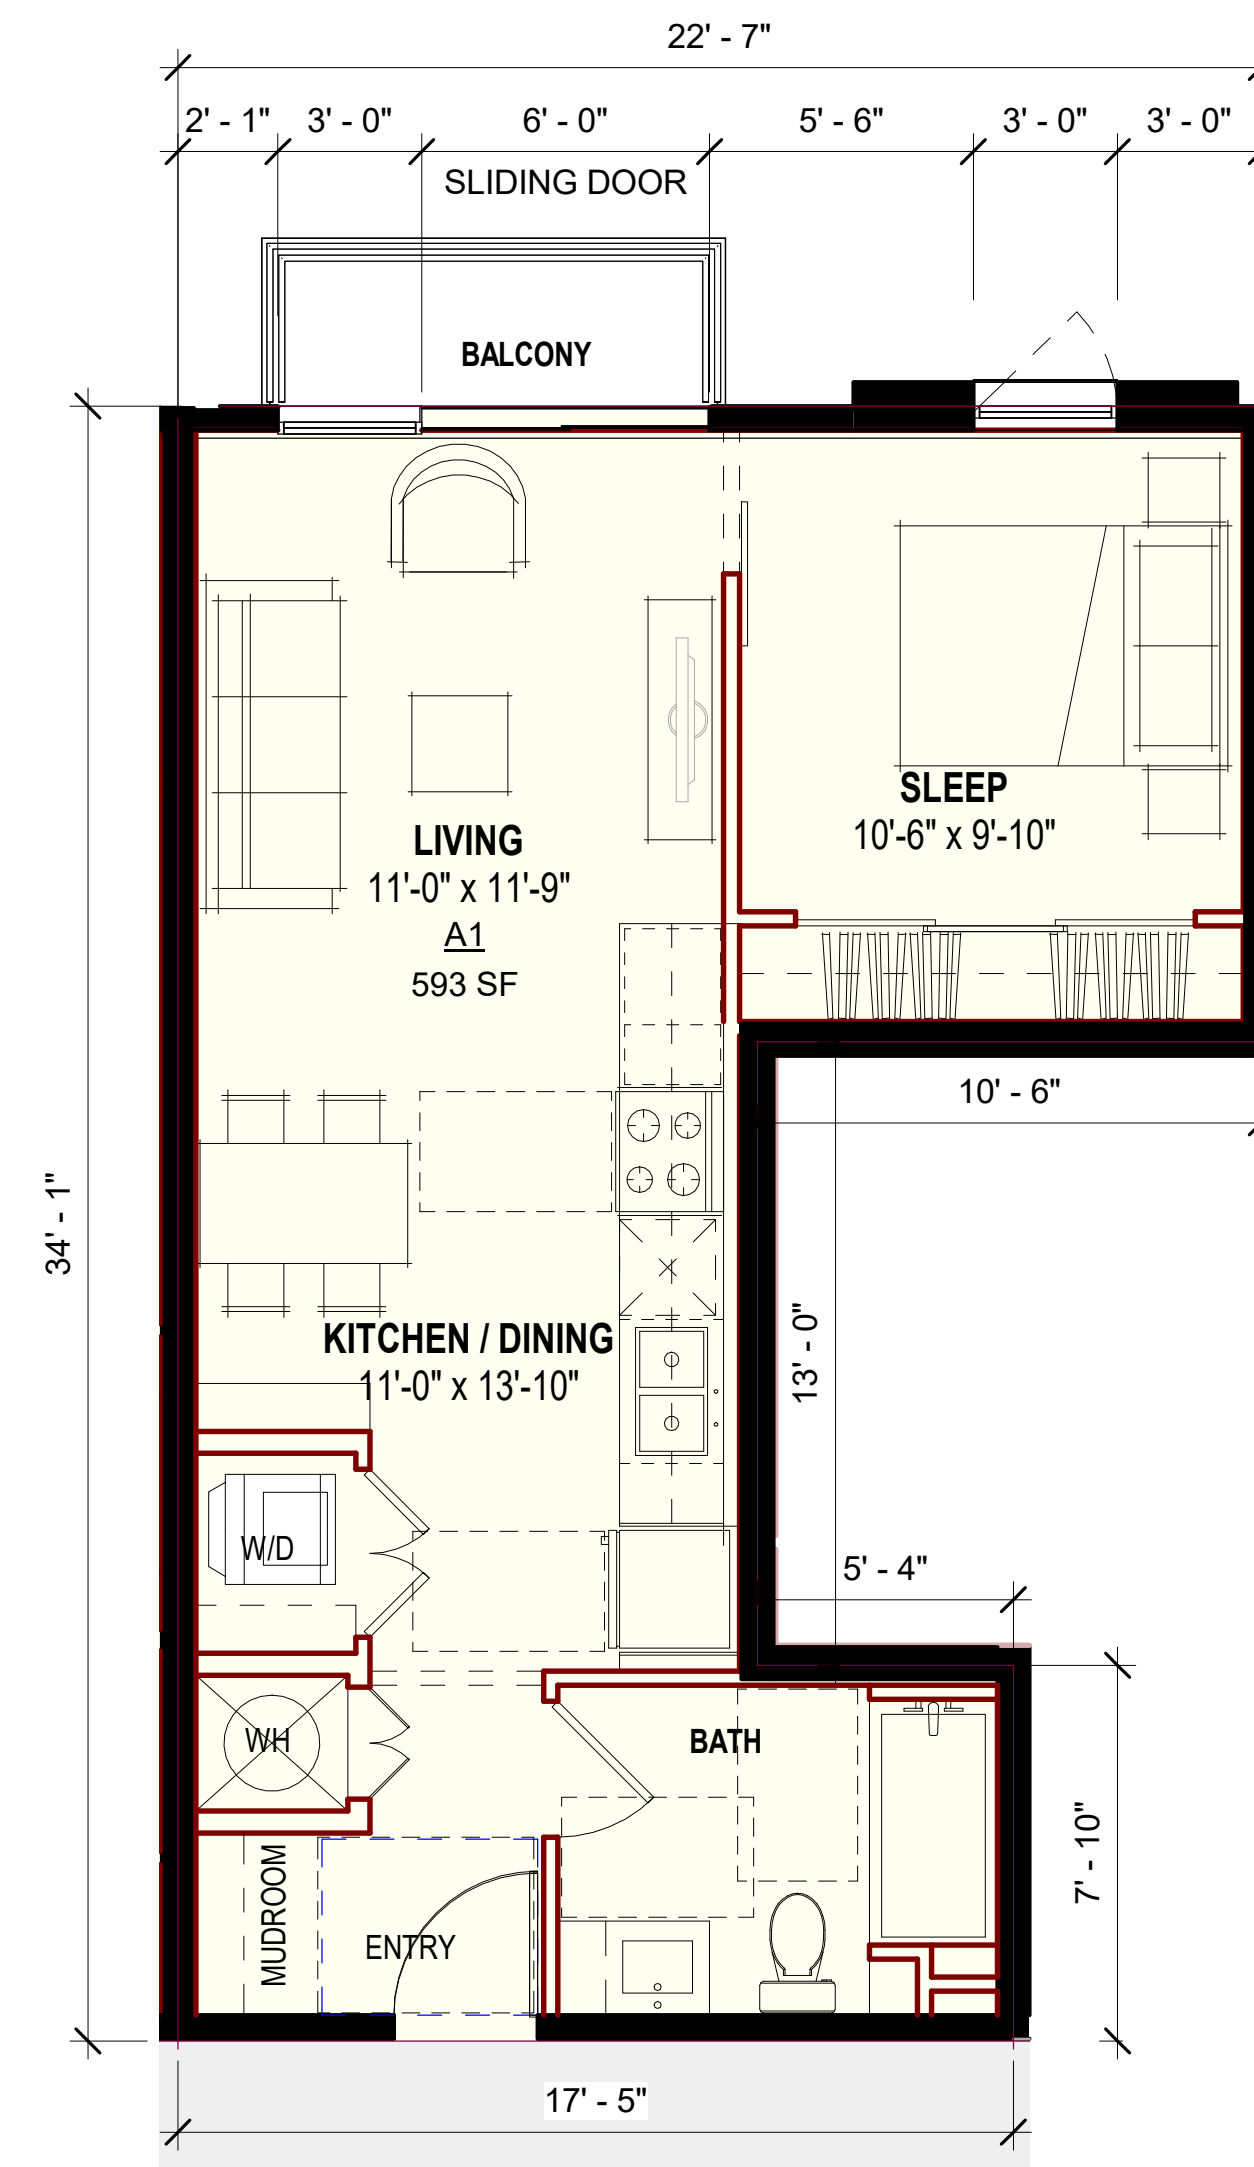 22' - 7"
2' - 1"
3' - 0"
6' - 0"
5' - 6"
3' - 0"
3' - 0"
SLIDING DOOR
BALCONY
SLEEP
10'-6" x 9'-10"
LIVING
11'-0" x 11'-9"
A1
593 SF
10' - 6"
34' - 1"
13' - 0"
KITCHEN / DINING
11'-0" x 13'-10"
W/D
5' - 4"
WH
BATH
7' - 10"
MUDROOM
ENTRY
17' - 5"